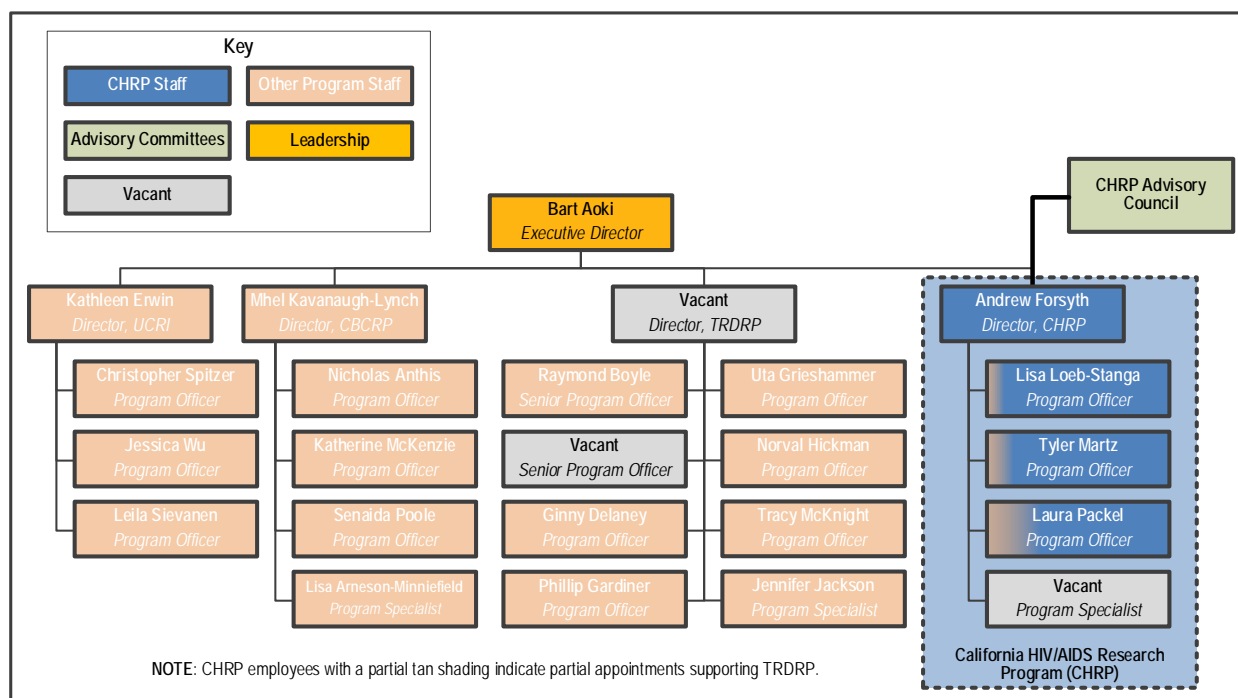 Key
CHRP Staff
Other Program Staff
Advisory Committees
Leadership
Vacant
CHRP Advisory
Council
Bart Aoki
Executive Director
Kathleen Erwin
Director, UCRI
Mhel Kavanaugh-Lynch
Director, CBCRP
Vacant
Director, TRDRP
Andrew Forsyth
Director, CHRP
Christopher Spitzer
Program Officer
Jessica Wu
Program Officer
Leila Sievanen
Program Officer
Nicholas Anthis
Program Officer
Katherine McKenzie
Program Officer
Senaida Poole
Program Officer
Lisa Arneson-Minniefield
Program Specialist
Raymond Boyle
Senior Program Officer
Vacant
Senior Program Officer
Ginny Delaney
Program Officer
Phillip Gardiner
Program Officer
Uta Grieshammer
Program Officer
Norval Hickman
Program Officer
Tracy McKnight
Program Officer
Jennifer Jackson
Program Specialist
Lisa Loeb-Stanga
Program Officer
Tyler Martz
Program Officer
Laura Packel
Program Officer
Vacant
Program Specialist
California HIV/AIDS Research
Program (CHRP)
NOTE: CHRP employees with a partial tan shading indicate partial appointments supporting TRDRP.